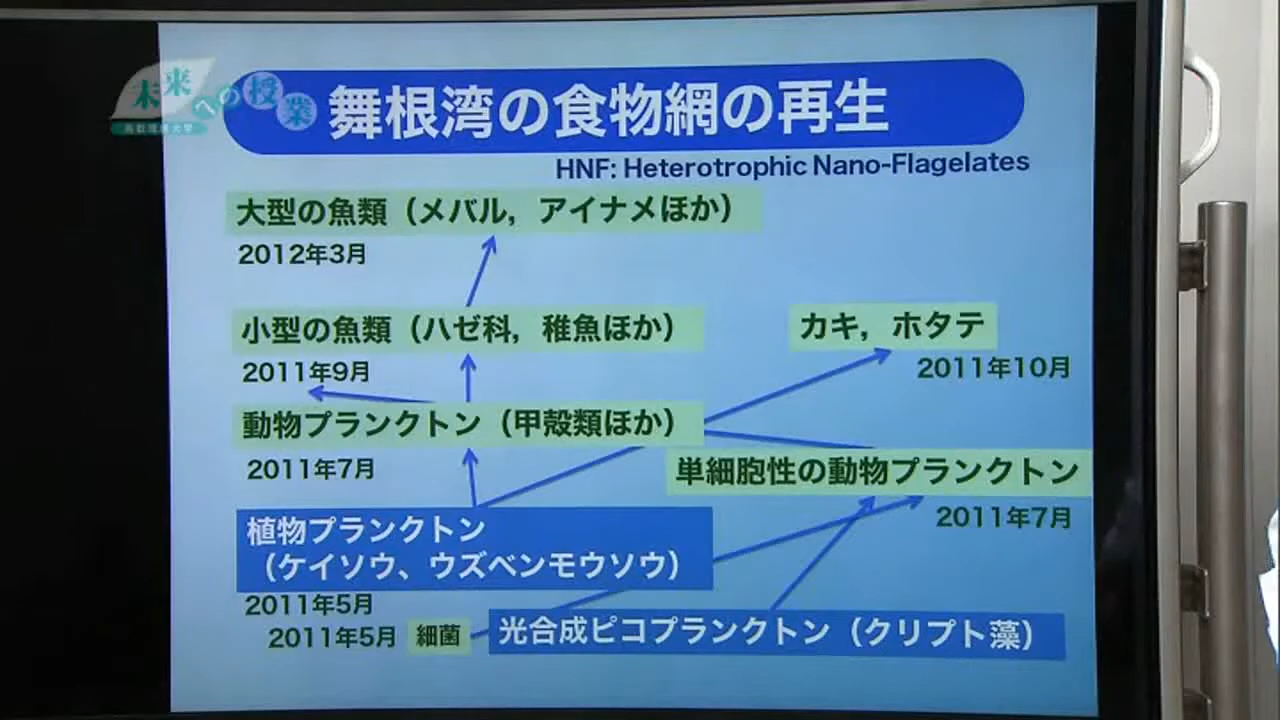 未来への授業
舞根湾の食物網の再生
HNF: Heterotrophic Nano-Flagelates
大型の魚類(メバル,アイナメほか)
2012年3月
小型の魚類(ハゼ科,稚魚ほか)
2011年9月
カキ,ホタテ
2011年10月
動物プランクトン(甲殻類ほか)
2011年7月
単細胞性の動物プランクトン
2011年7月
植物プランクトン
(ケイソウ、ウズベンモウソウ)
2011年5月
2011年5月 細菌
光合成ピコプランクトン(クリプト藻)